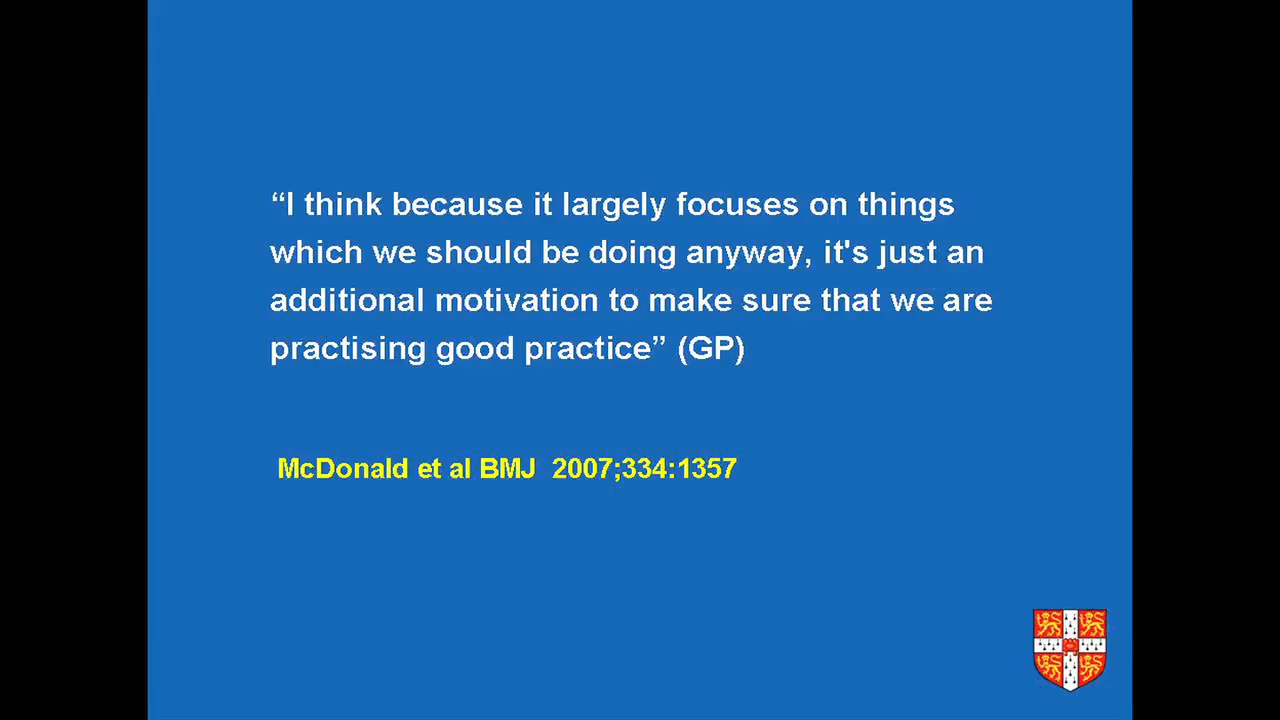 “I think because it largely focuses on things
which we should be doing anyway, it's just an
additional motivation to make sure that we are
practising good practice” (GP)
McDonald et al BMJ  2007;334:1357